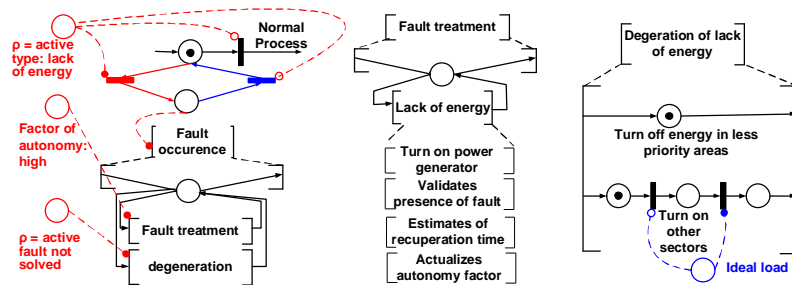 Normal
Process
ρ = active
type: lack
of energy
Factor of
autonomy:
high
Fault
occurence
ρ = active
fault not
solved
Fault treatment
degeneration
Fault treatment
Lack of energy
Turn on power
generator
Validates
presence of fault
Estimates of
recuperation time
Actualizes
autonomy factor
Degeration of lack
of energy
Turn off energy in less
priority areas
Turn on
other
sectors
Ideal load